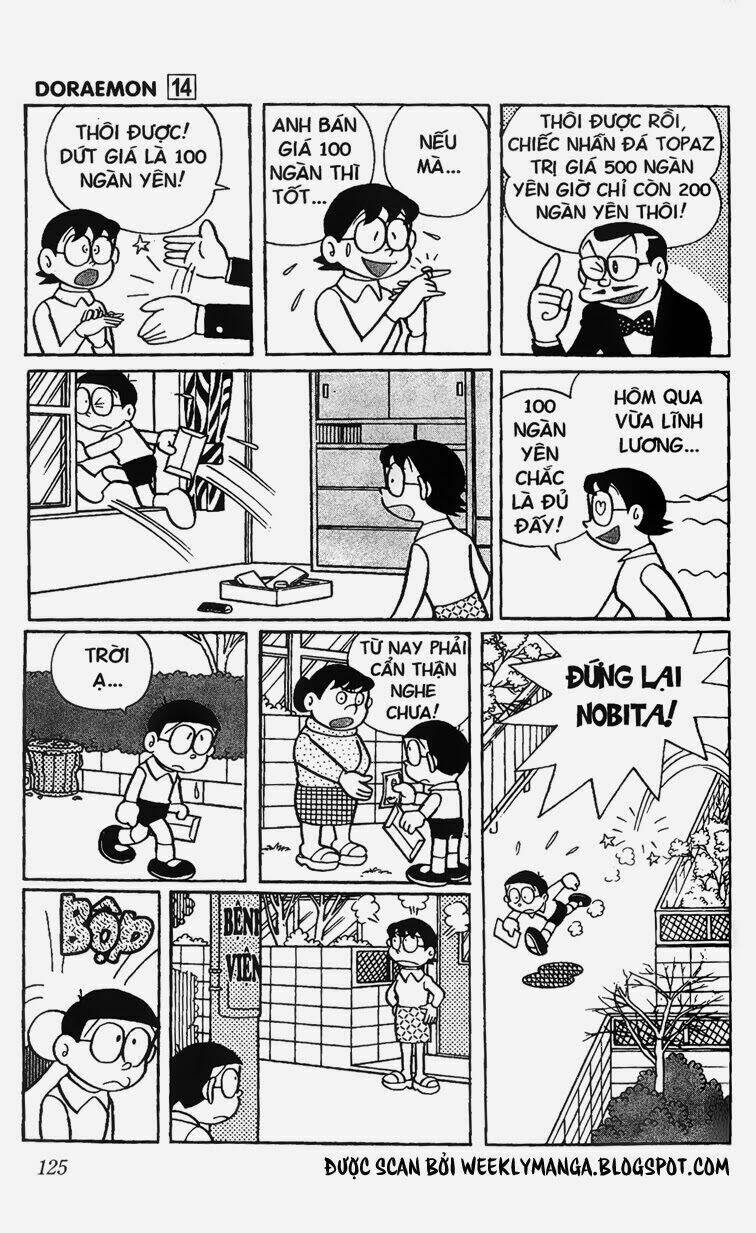 DORAEMON 14
THÔI ĐƯỢC!
DỨT GIÁ LÀ 100
NGÀN YÊN!
ANH BÁN
GIÁ 100
NGÀN THÌ
TỐT...
NẾU
MÀ...
THÔI ĐƯỢC RỒI,
CHIẾC NHẪN ĐÁ TOPAZ
TRỊ GIÁ 500 NGÀN
YÊN GIỜ CHỈ CÒN 200
NGÀN YÊN THÔI!
100
NGÀN
YÊN
CHẮC
LÀ ĐỦ
ĐẤY!
HÔM QUA
VỪA LĨNH
LƯƠNG...
TRỜI
Ạ...
TỪ NAY PHẢI
CẨN THẬN
NGHE
CHƯA!
ĐỨNG LẠI
NOBITA!
BỘP
BỆNH
VIỆN
125
ĐƯỢC SCAN BỞI WEEKLYMANGA.BLOGSPOT.COM